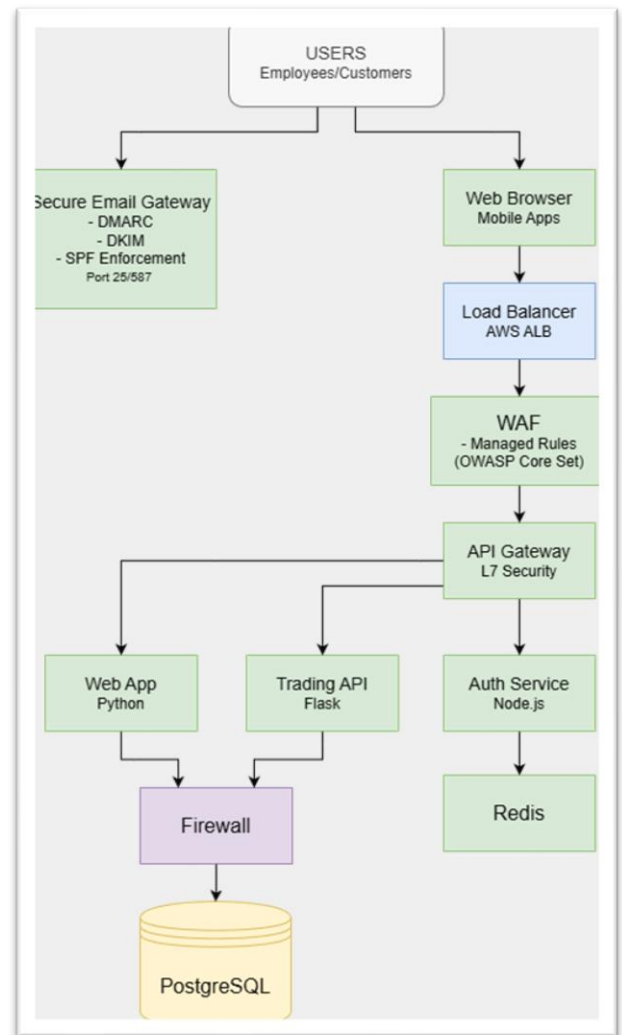 USERS
Employees/Customers
Secure Email Gateway
- DMARC
- DKIM
- SPF Enforcement
Port 25/587
Web Browser
Mobile Apps
Load Balancer
AWS ALB
WAF
- Managed Rules
(OWASP Core Set)
API Gateway
L7 Security
Web App
Python
Trading API
Flask
Auth Service
Node.js
Firewall
Redis
PostgreSQL